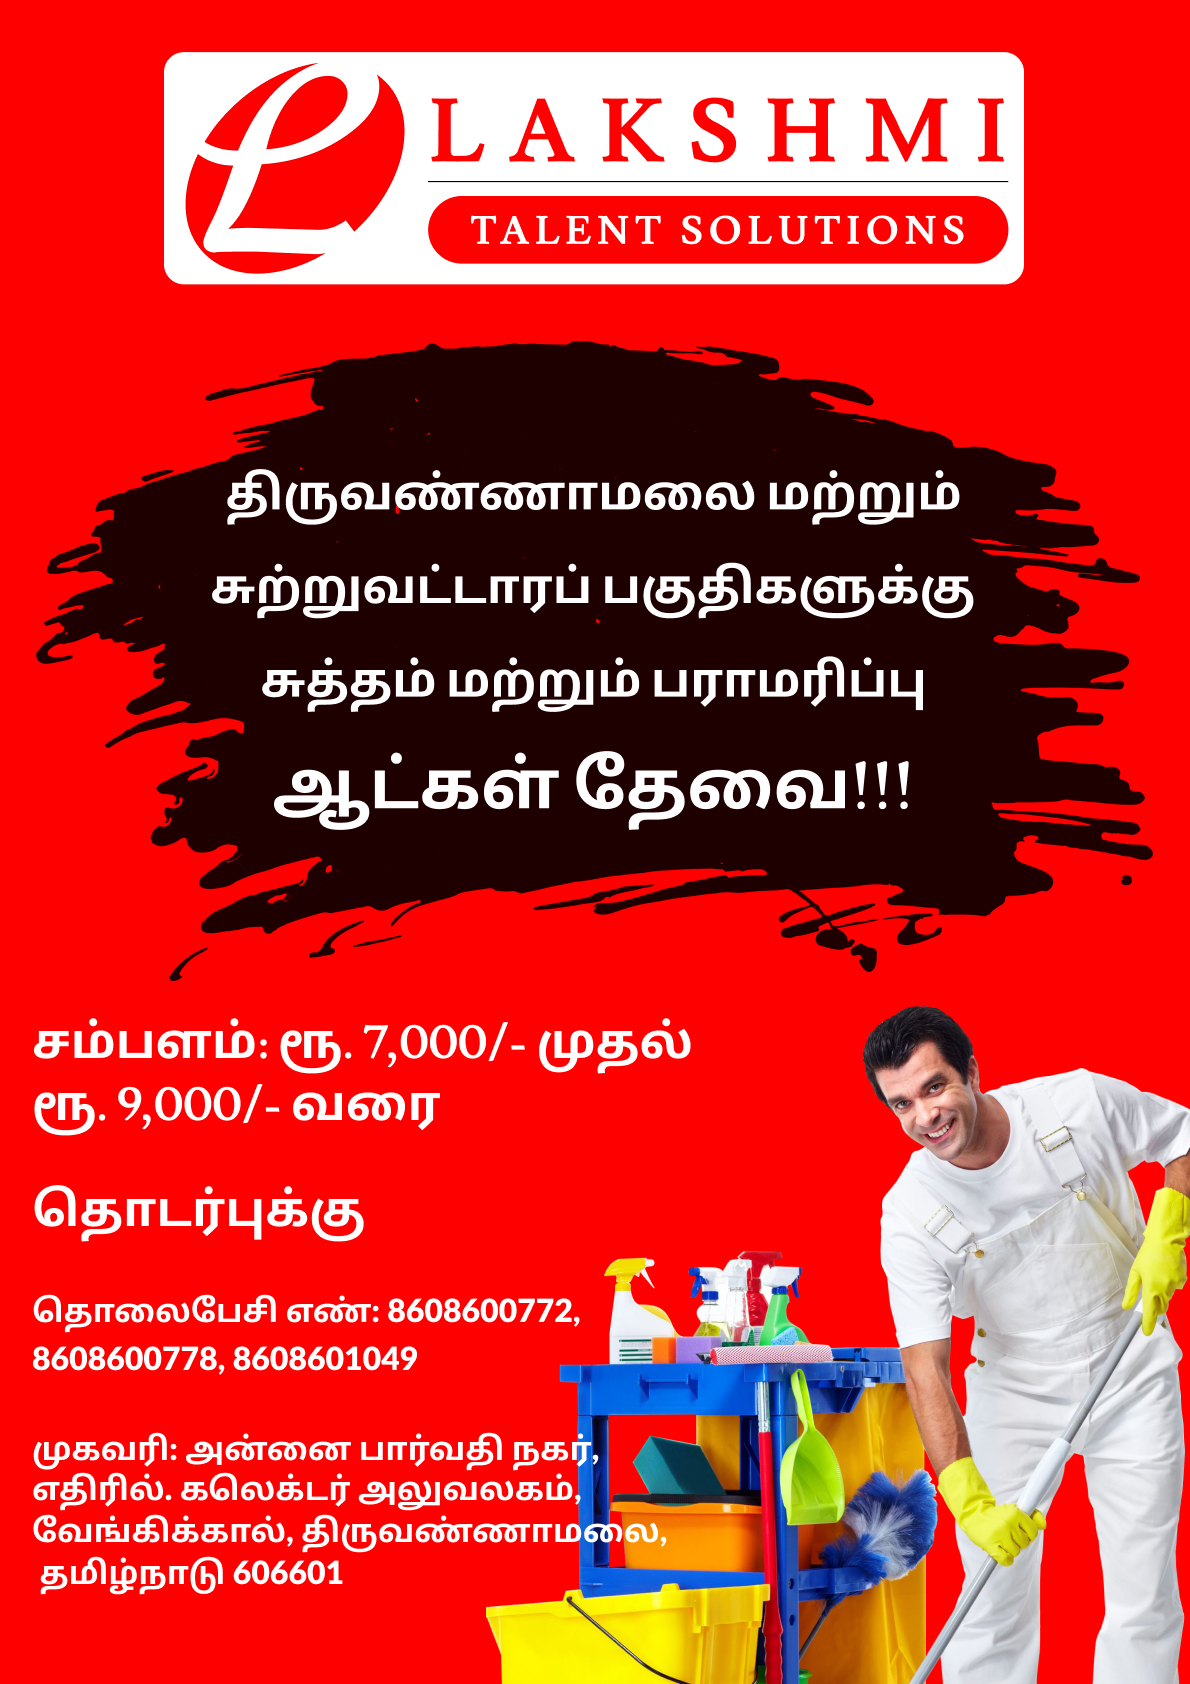 LAKSHMI
TALENT SOLUTIONS
திருவண்ணாமலை மற்றும்
சுற்றுவட்டாரப் பகுதிகளுக்கு
சுத்தம் மற்றும் பராமரிப்பு
ஆட்கள் தேவை!!!
சம்பளம்: ரூ. 7,000/- முதல்
ரூ. 9,000/- வரை
தொடர்புக்கு
தொலைபேசி எண்: 8608600772,
8608600778, 8608601049
முகவரி: அன்னை பார்வதி நகர்,
எதிரில். கலெக்டர் அலுவலகம்,
வேங்கிக்கால், திருவண்ணாமலை,
தமிழ்நாடு 606601